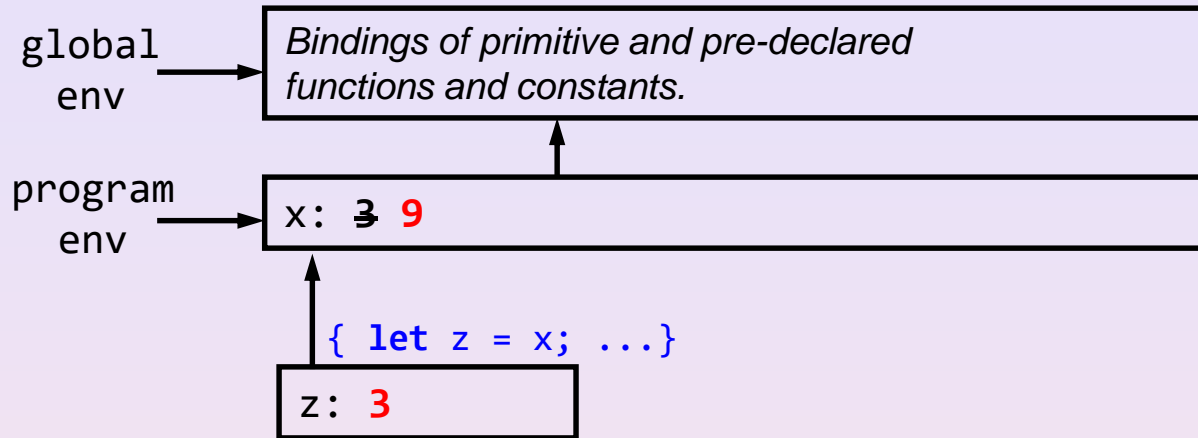 global
env
Bindings of primitive and pre-declared
functions and constants.
program
env
x: 3 9
{ let z = x; ...}
z: 3